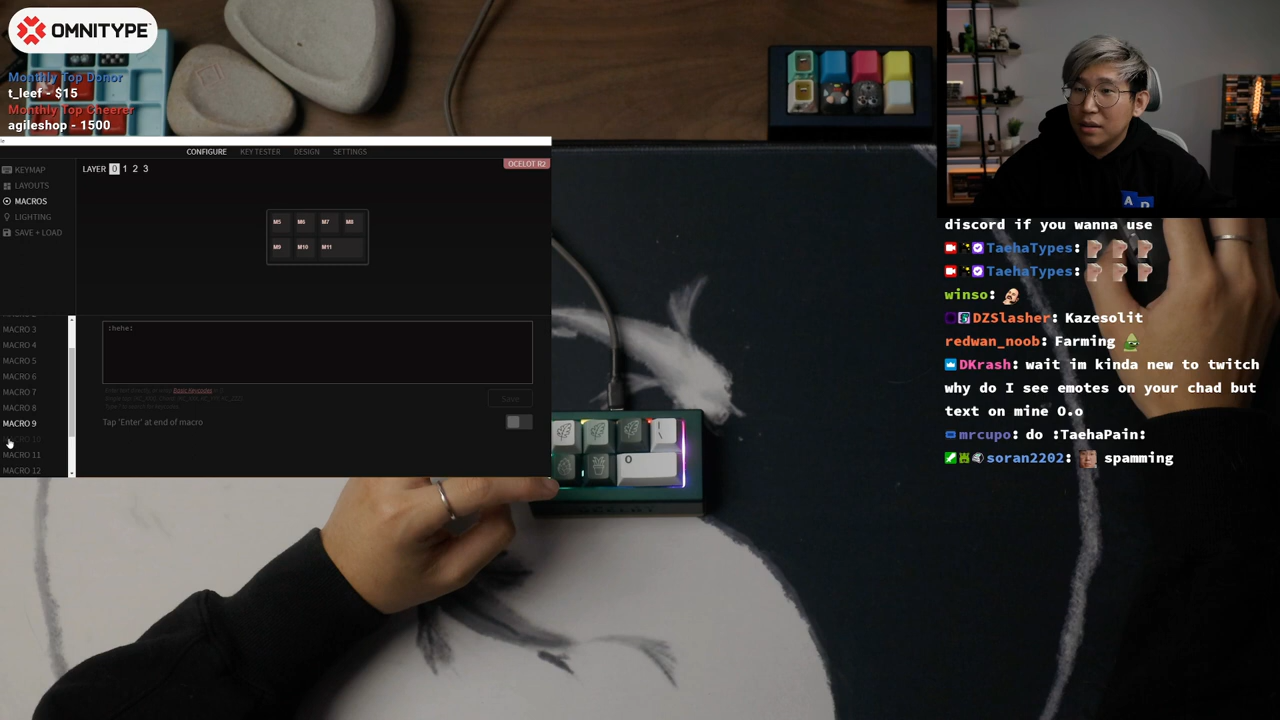 OMNITYPE
Monthly Top Donor
t_leef - $15
Monthly Top Cheerer
agileshop - 1500
CONFIGURE KEY TESTER DESIGN SETTINGS
OCELOT R2
KEYMAP
LAYOUTS
MACROS
LIGHTING
SAVE + LOAD
LAYER 0 1 2 3
M5 M6 M7 M8
M9 M10 M11
MACRO 3
MACRO 4
MACRO 5
MACRO 6
MACRO 7
MACRO 8
MACRO 9
MACRO 10
MACRO 11
MACRO 12
:hehe:
Save
Tap 'Enter' at end of macro
discord if you wanna use
TaehaTypes:
TaehaTypes:
winso:
DZSlasher: Kazesolit
redwan_noob: Farming
DKrash: wait im kinda new to twitch
why do I see emotes on your chad but
text on mine O.o
mrcupo: do :TaehaPain:
soran2202: spamming